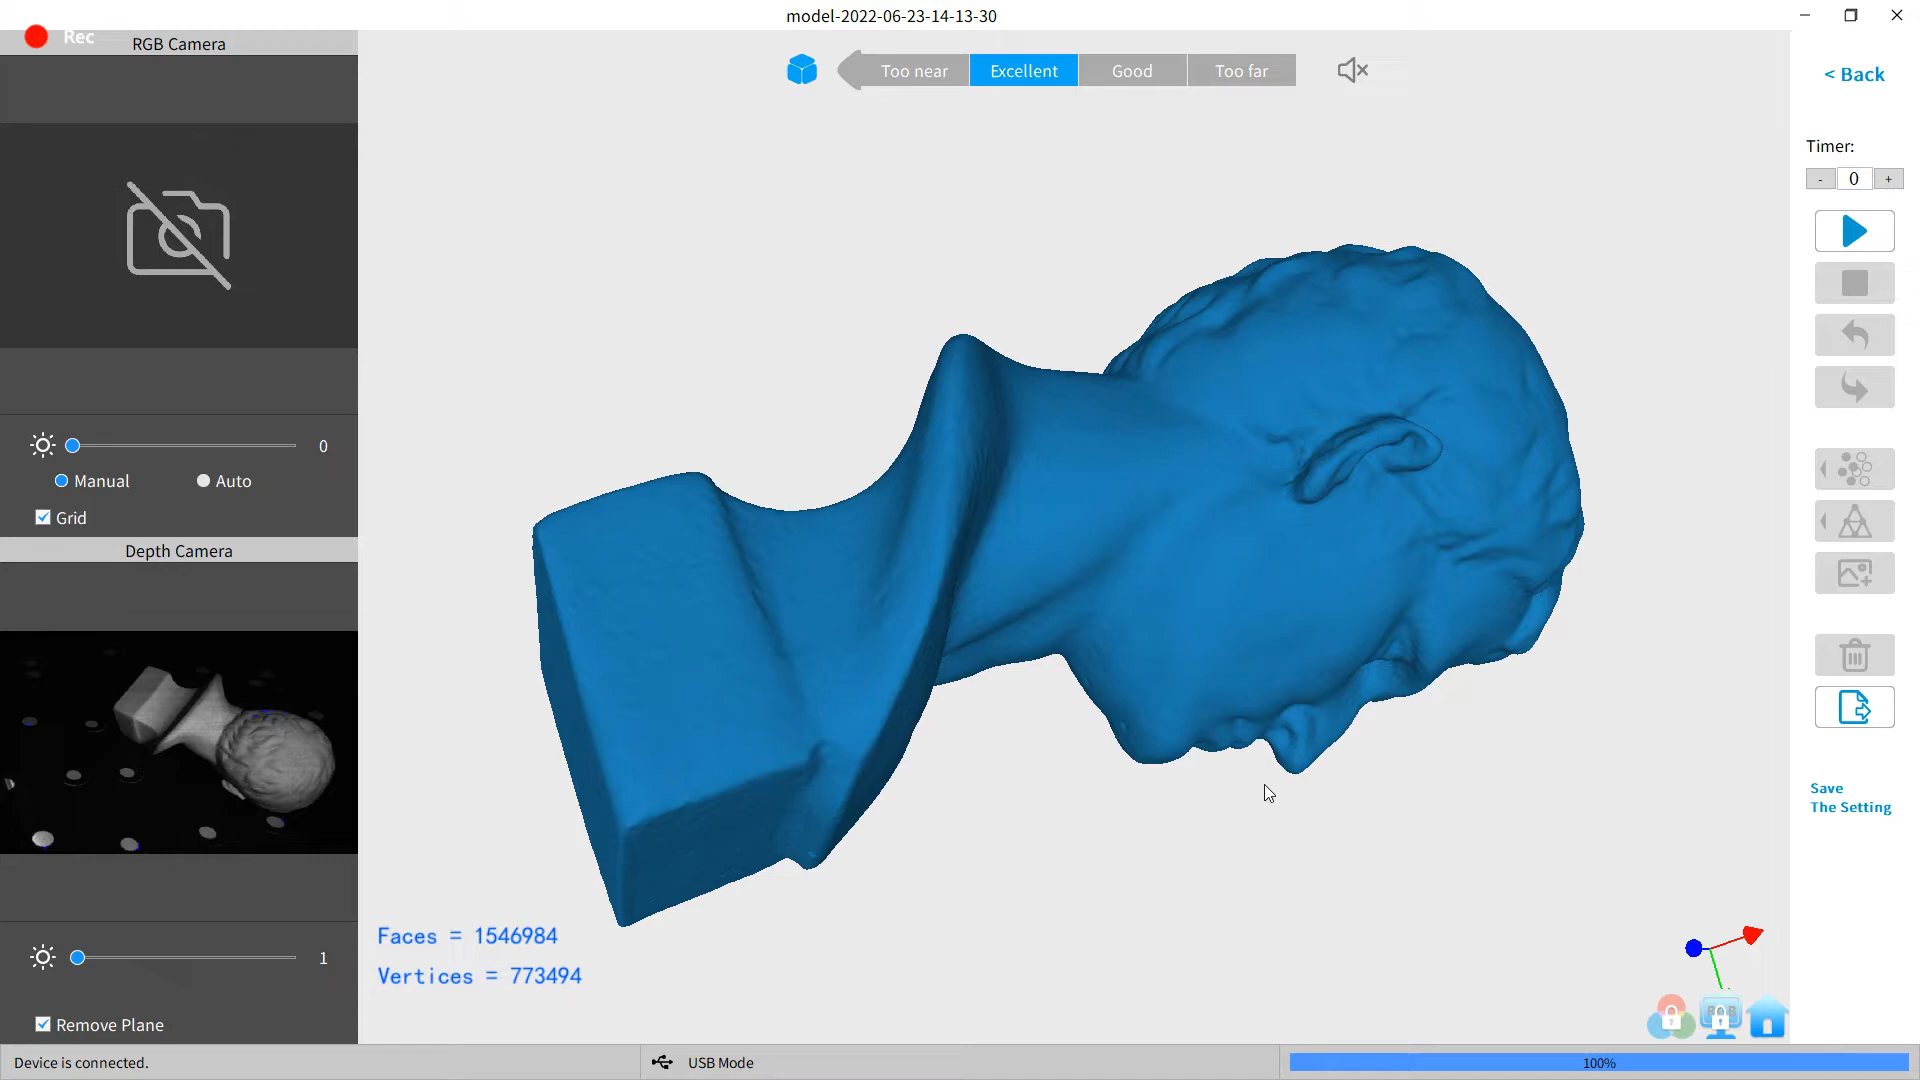 model-2022-06-23-14-13-30
Rec
RGB Camera
Too near
Excellent
Good
Too far
< Back
Timer:
- 0 +
0
Manual
Auto
Grid
Depth Camera
Save
The Setting
Faces = 1546984
Vertices = 773494
1
Remove Plane
RGB
Device is connected.
USB Mode
100%